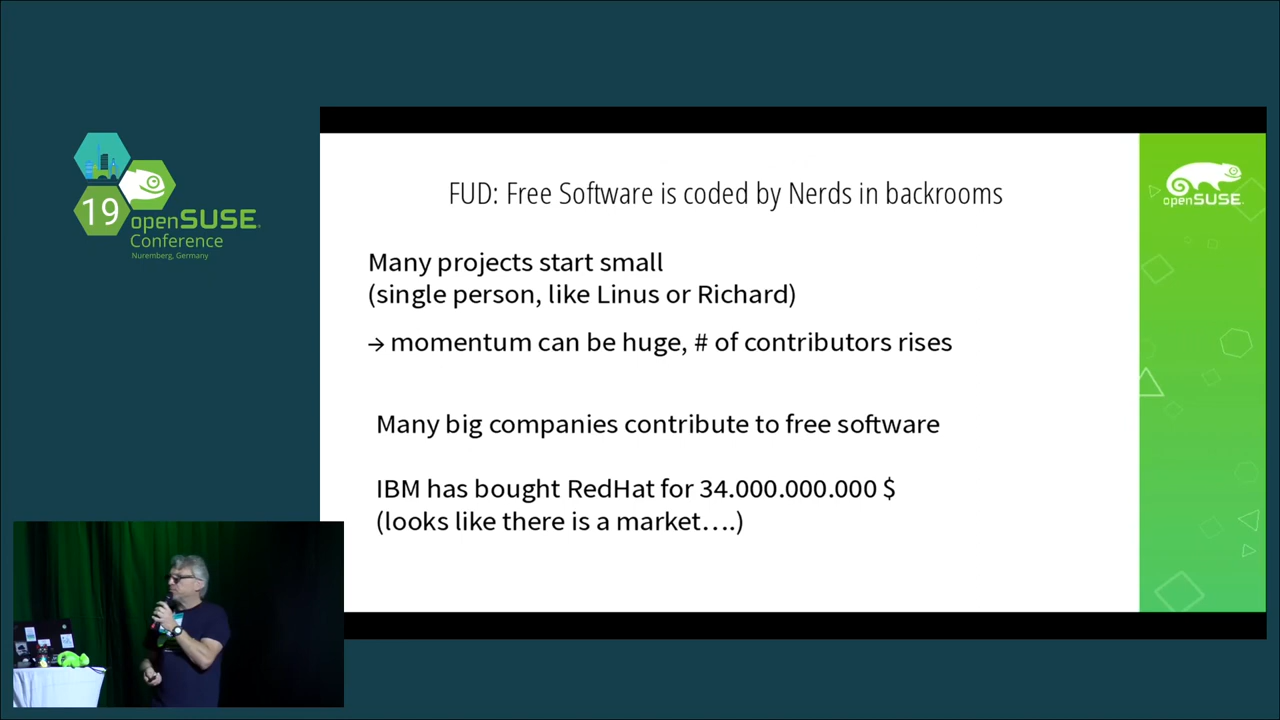 19
openSUSE
Conference
Nuremberg, Germany
FUD: Free Software is coded by Nerds in backrooms
Many projects start small
(single person, like Linus or Richard)
→ momentum can be huge, # of contributors rises
Many big companies contribute to free software
IBM has bought RedHat for 34.000.000.000 $
(looks like there is a market….)
openSUSE